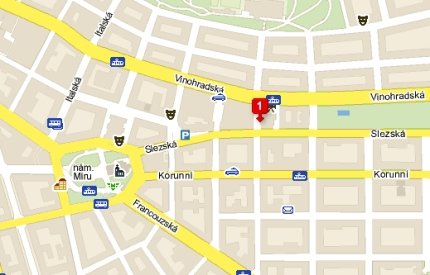 Italská
Vinohradská
Italská
1
Vinohradská
P
Slezská
Slezská
nám.
Míru
Korunní
Korunní
Francouzská